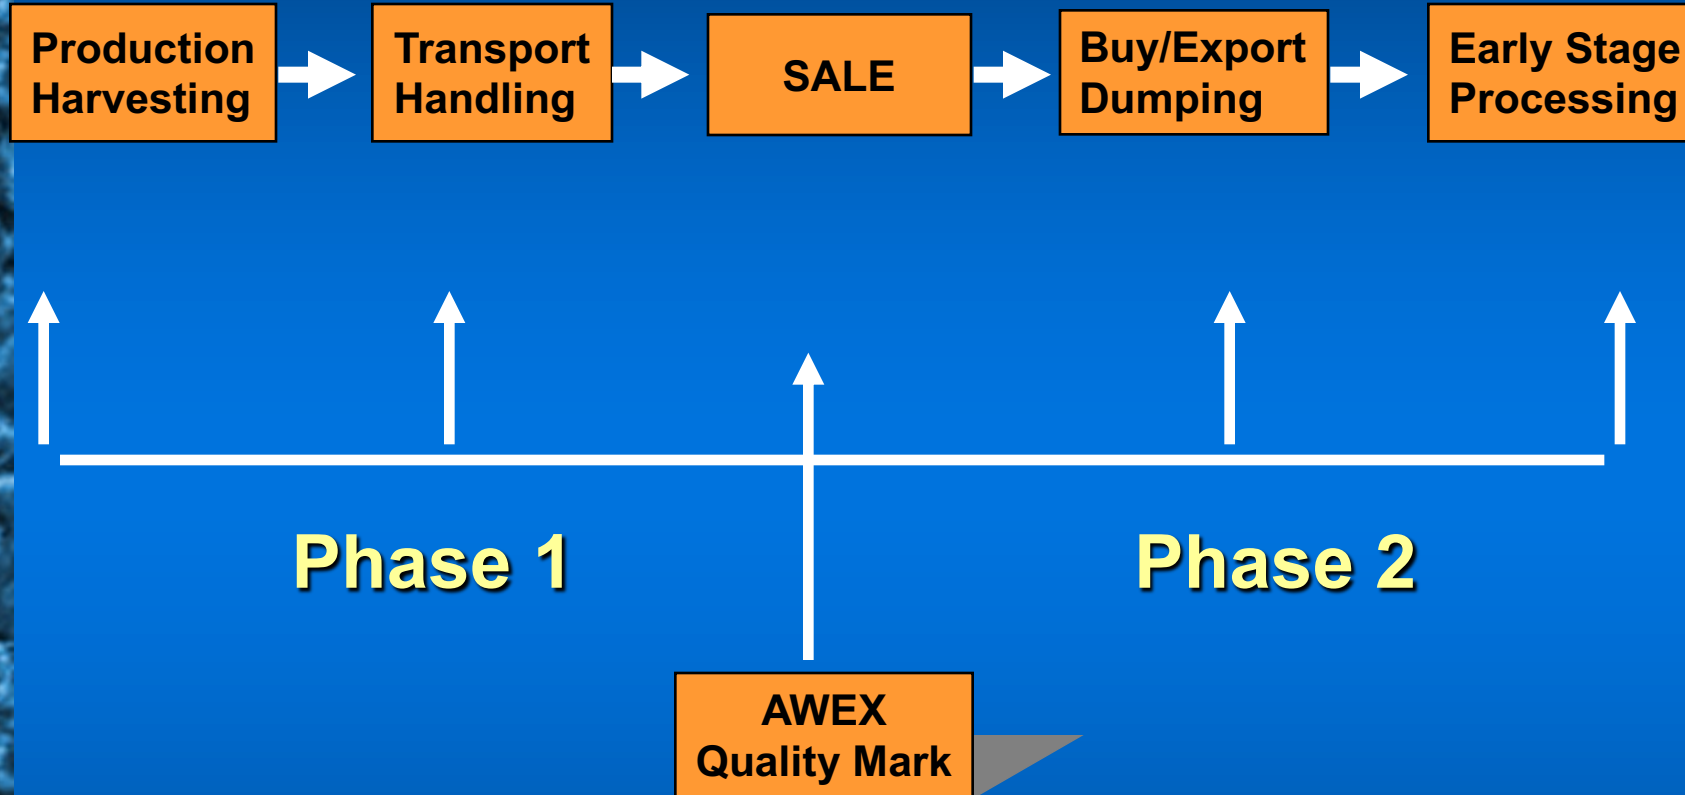 Production
Harvesting
Transport
Handling
SALE
Buy/Export
Dumping
Early Stage
Processing
Phase 1
Phase 2
AWEX
Quality Mark